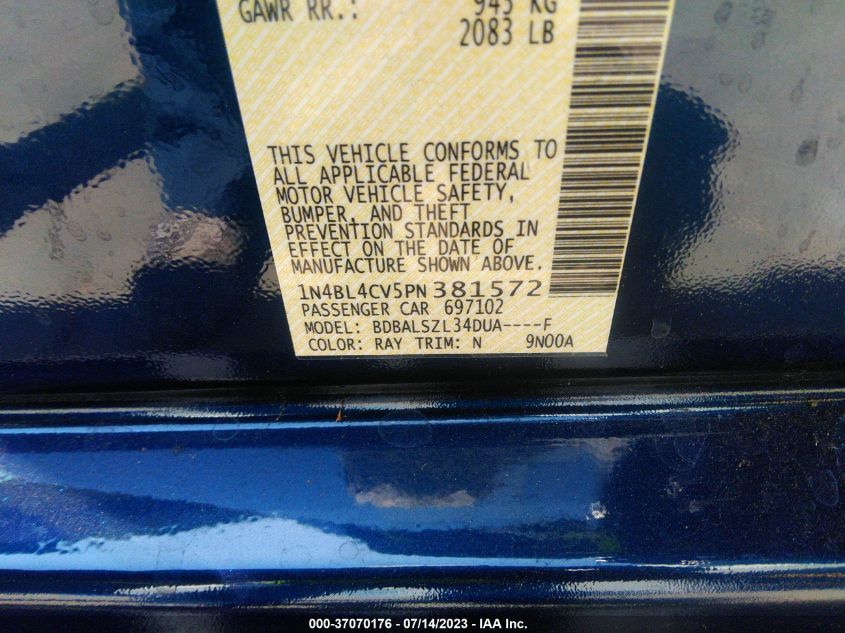 GAWR RR.: 945 KG
2083 LB
THIS VEHICLE CONFORMS TO
ALL APPLICABLE FEDERAL
MOTOR VEHICLE SAFETY,
BUMPER, AND THEFT
PREVENTION STANDARDS IN
EFFECT ON THE DATE OF
MANUFACTURE SHOWN ABOVE.
1N4BL4CV5PN381572
PASSENGER CAR 697102
MODEL: BDBALSZL34DUA----F
COLOR: RAY TRIM: N 9N00A
000-37070176 - 07/14/2023 - IAA Inc.